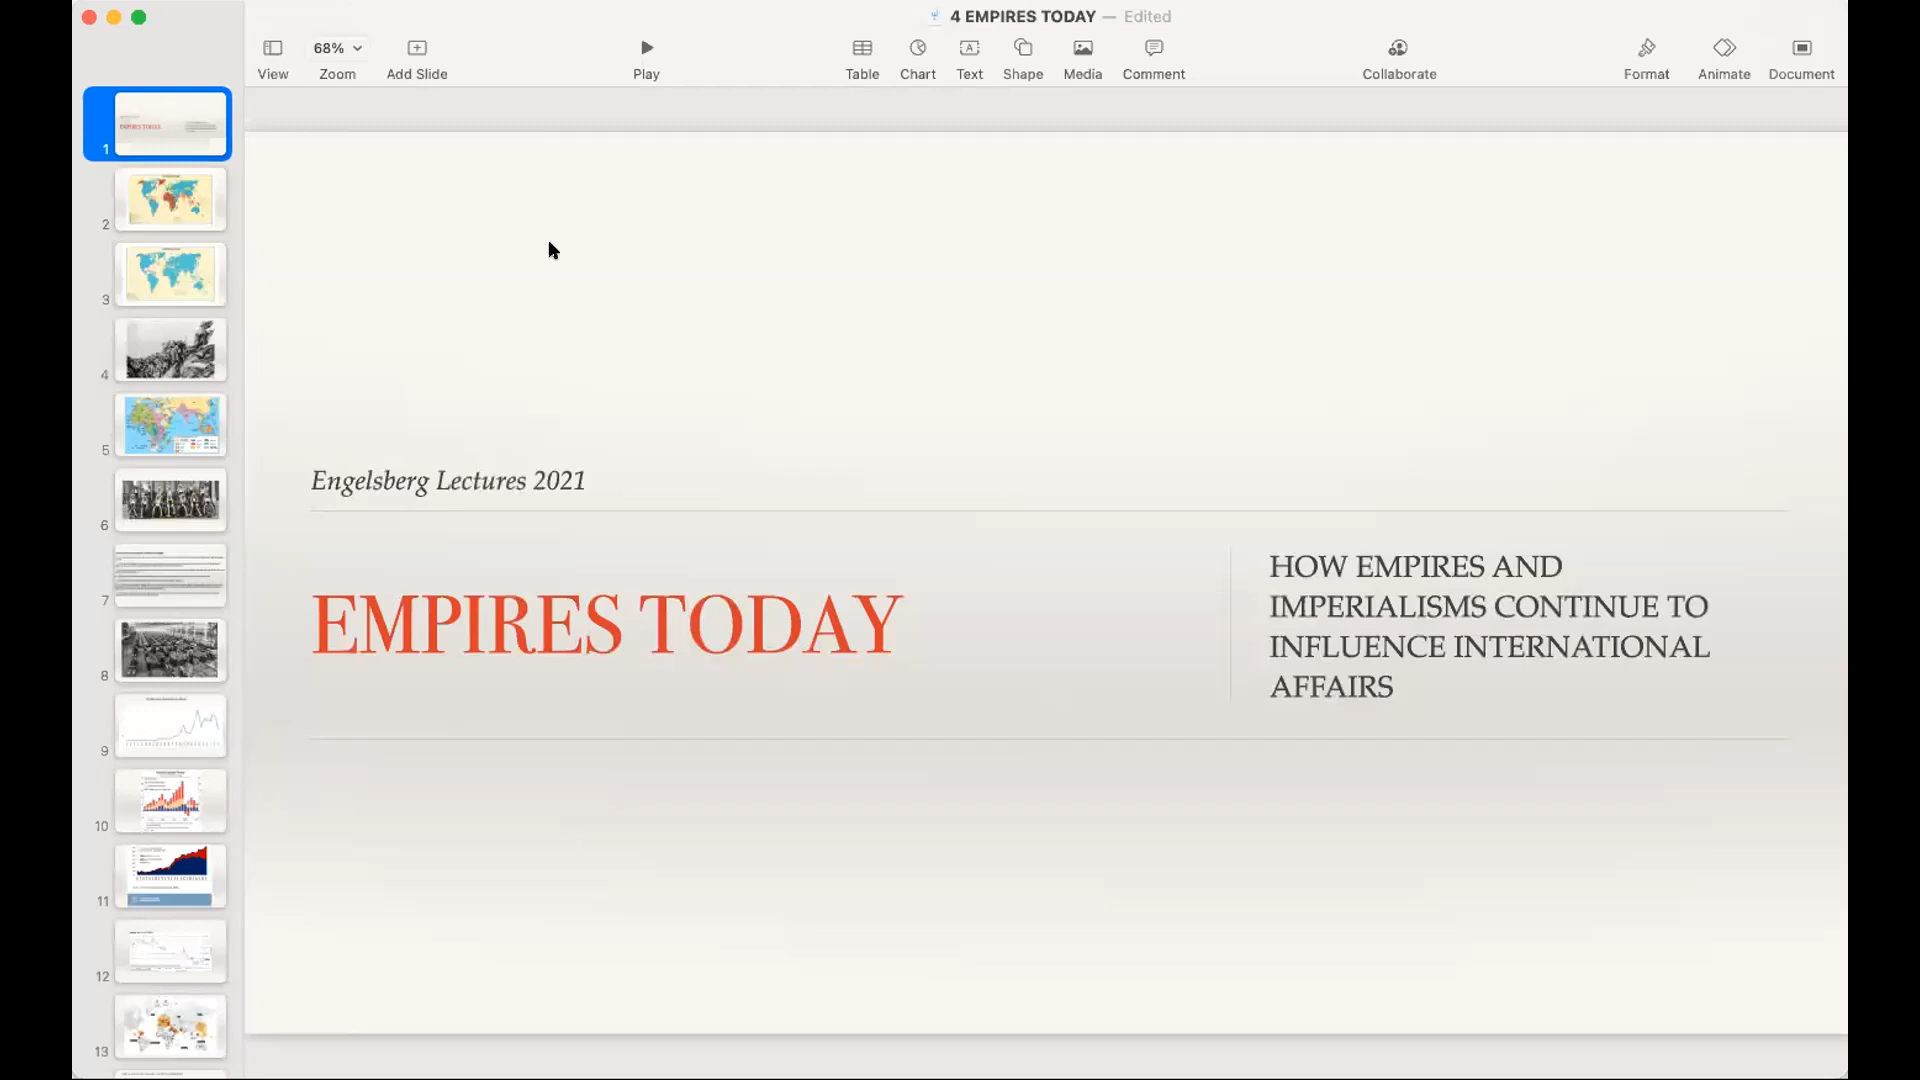 4 EMPIRES TODAY — Edited
68%
View
Zoom
Add Slide
Play
Table
Chart
Text
Shape
Media
Comment
Collaborate
Format
Animate
Document
1
2
3
4
5
6
7
8
9
10
11
12
13
EMPIRES TODAY
Engelsberg Lectures 2021
EMPIRES TODAY
HOW EMPIRES AND
IMPERIALISMS CONTINUE TO
INFLUENCE INTERNATIONAL
AFFAIRS